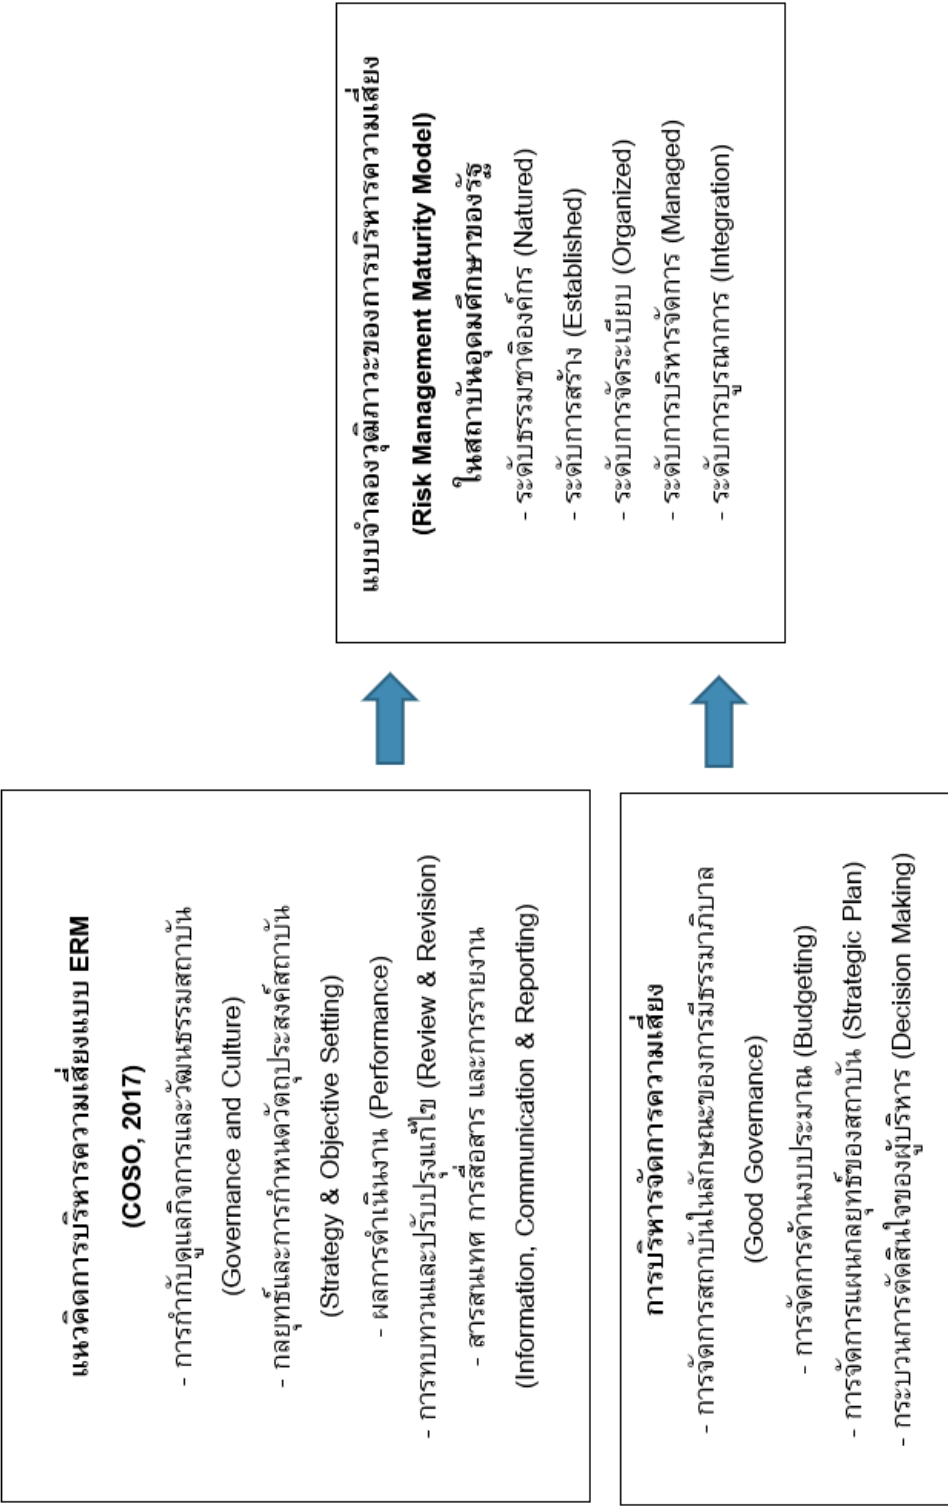 แนวคิดการบริหารความเสี่ยงแบบ ERM
(COSO, 2017)
- การกำกับดูแลกิจการและวัฒนธรรมสถาบัน
(Governance and Culture)
- กลยุทธ์และการกำหนดวัตถุประสงค์สถาบัน
(Strategy & Objective Setting)
- ผลการดำเนินงาน (Performance)
- การทบทวนและปรับปรุงแก้ไข (Review & Revision)
- สารสนเทศ การสื่อสาร และการรายงาน
(Information, Communication & Reporting)
การบริหารจัดการความเสี่ยง
- การจัดการสถาบันในลักษณะของการมีธรรมาภิบาล
(Good Governance)
- การจัดการด้านงบประมาณ (Budgeting)
- การจัดการแผนกลยุทธ์ของสถาบัน (Strategic Plan)
- กระบวนการตัดสินใจของผู้บริหาร (Decision Making)
แบบจำลองวุฒิภาวะของการบริหารความเสี่ยง
(Risk Management Maturity Model)
ในสถาบันอุดมศึกษาของรัฐ
- ระดับธรรมชาติองค์กร (Natured)
- ระดับการสร้าง (Established)
- ระดับการจัดระเบียบ (Organized)
- ระดับการบริหารจัดการ (Managed)
- ระดับการบูรณาการ (Integration)